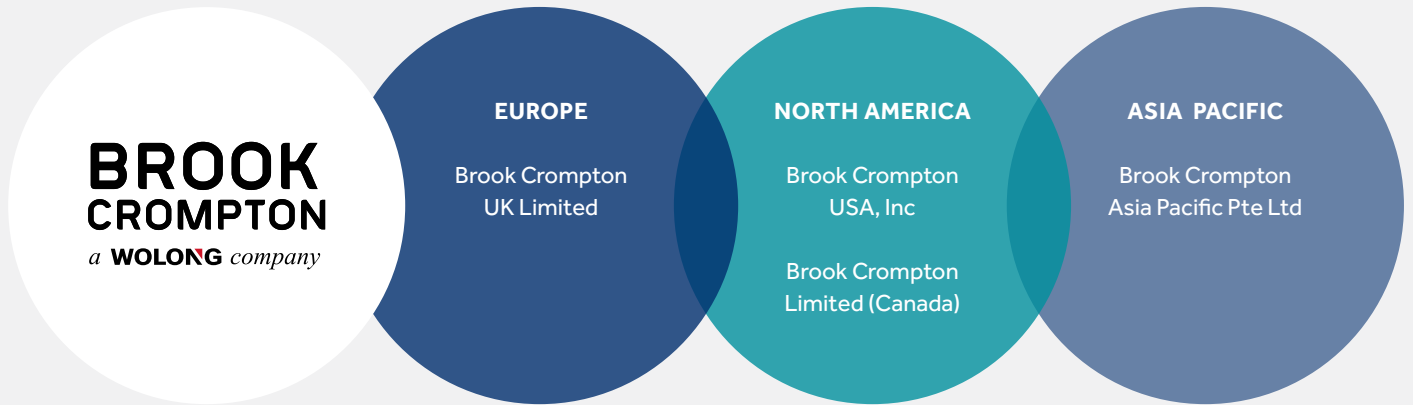 BROOK
CROMPTON
a WOLONG company
EUROPE
Brook Crompton
UK Limited
NORTH AMERICA
Brook Crompton
USA, Inc
Brook Crompton
Limited (Canada)
ASIA PACIFIC
Brook Crompton
Asia Pacific Pte Ltd